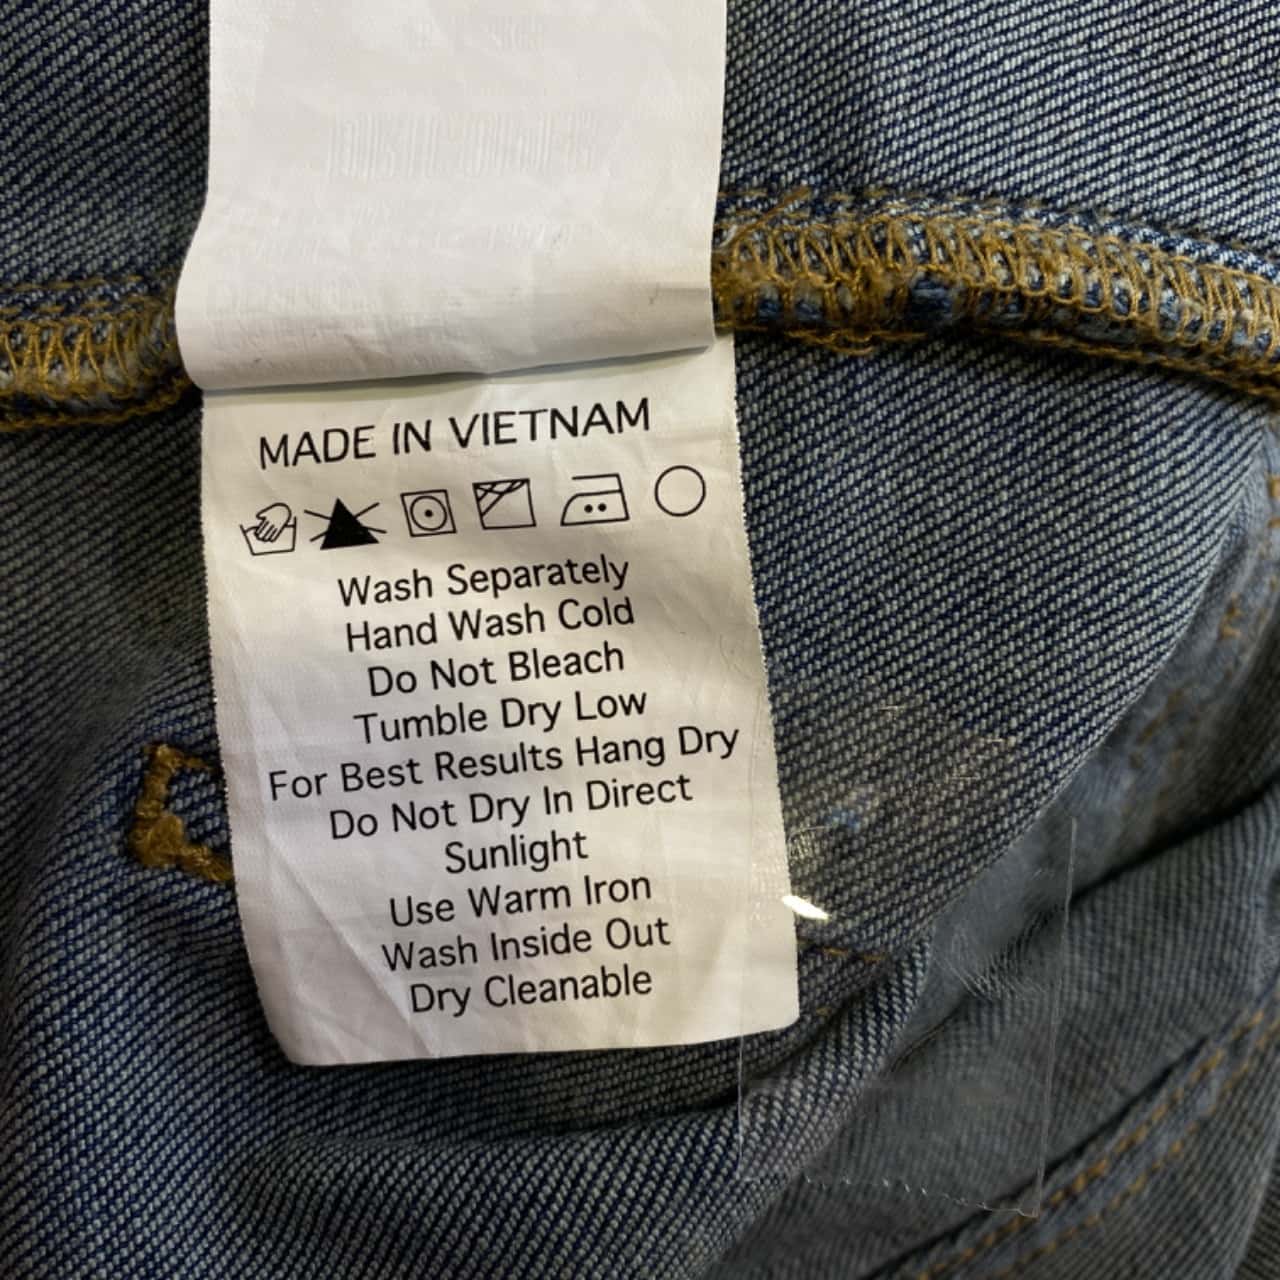 MADE IN VIETNAM
Wash Separately
Hand Wash Cold
Do Not Bleach
Tumble Dry Low
For Best Results Hang Dry
Do Not Dry In Direct
Sunlight
Use Warm Iron
Wash Inside Out
Dry Cleanable